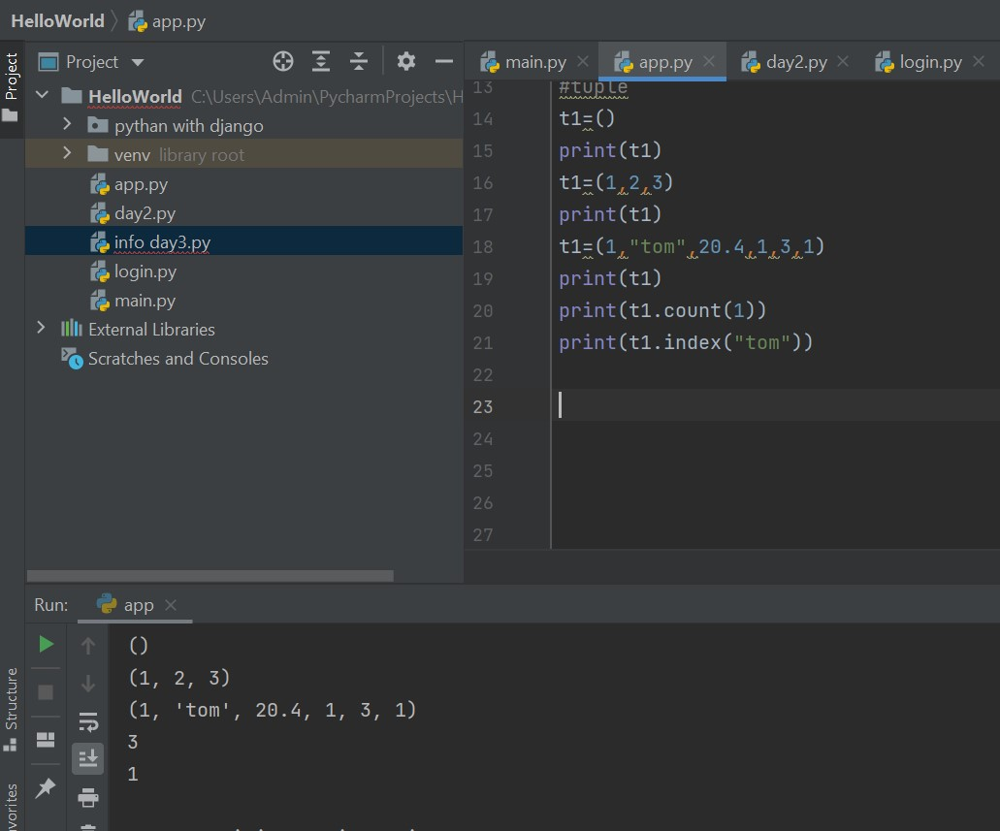 HelloWorld app.py
Project
Project main.py app.py day2.py login.py
HelloWorld C:\Users\Admin\PycharmProjects\H
pythan with django
venv library root
app.py
day2.py
info day3.py
login.py
main.py
External Libraries
Scratches and Consoles
13 #tuple
14 t1=()
15 print(t1)
16 t1=(1,2,3)
17 print(t1)
18 t1=(1,"tom",20.4,1,3,1)
19 print(t1)
20 print(t1.count(1))
21 print(t1.index("tom"))
22
23
24
25
26
27
Run: app
()
(1, 2, 3)
(1, 'tom', 20.4, 1, 3, 1)
3
1
Structure
vorites